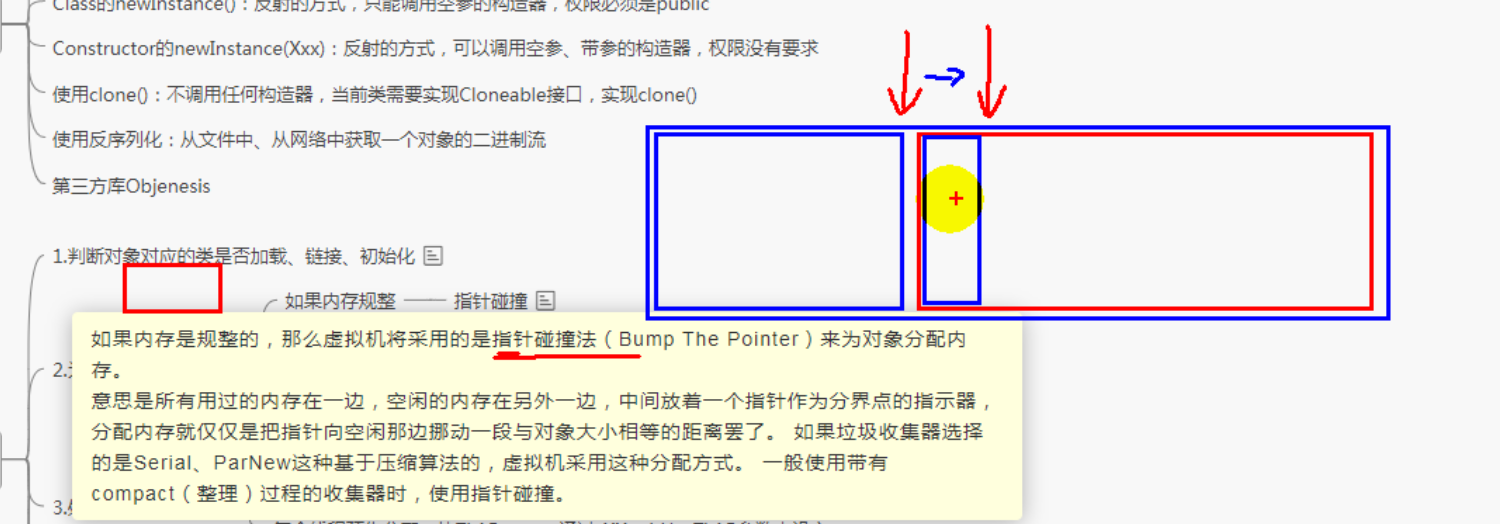 Class的newInstance()：反射的方式，只能调用空参的构造器，权限必须是public
Constructor的newInstance(Xxx)：反射的方式，可以调用空参、带参的构造器，权限没有要求
使用clone()：不调用任何构造器，当前类需要实现Cloneable接口，实现clone()
使用反序列化：从文件中、从网络中获取一个对象的二进制流
第三方库Objenesis
1.判断对象对应的类是否加载、链接、初始化
如果内存规整 指针碰撞
如果内存是规整的，那么虚拟机将采用的是指针碰撞法（Bump The Pointer）来为对象分配内
存。
2.
意思是所有用过的内存在一边，空闲的内存在另外一边，中间放着一个指针作为分界点的指示器，
分配内存就仅仅是把指针向空闲那边挪动一段与对象大小相等的距离罢了。 如果垃圾收集器选择
的是Serial、ParNew这种基于压缩算法的，虚拟机采用这种分配方式。 一般使用带有
compact（整理）过程的收集器时，使用指针碰撞。
3.